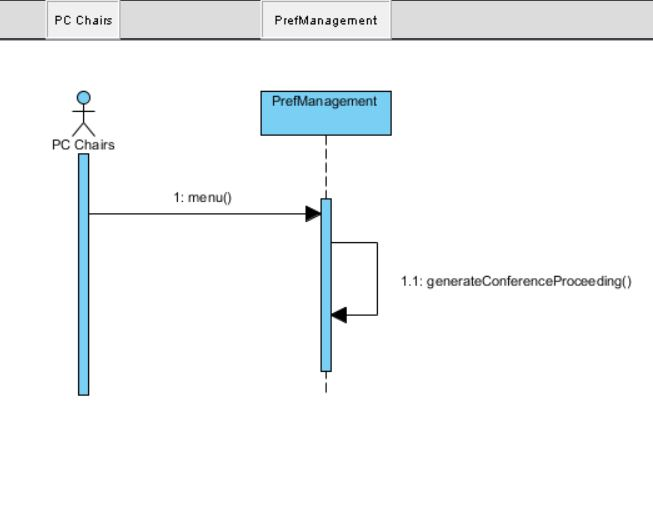 PC Chairs
PrefManagement
PrefManagement
PC Chairs
1: menu()
1.1: generateConferenceProceeding()